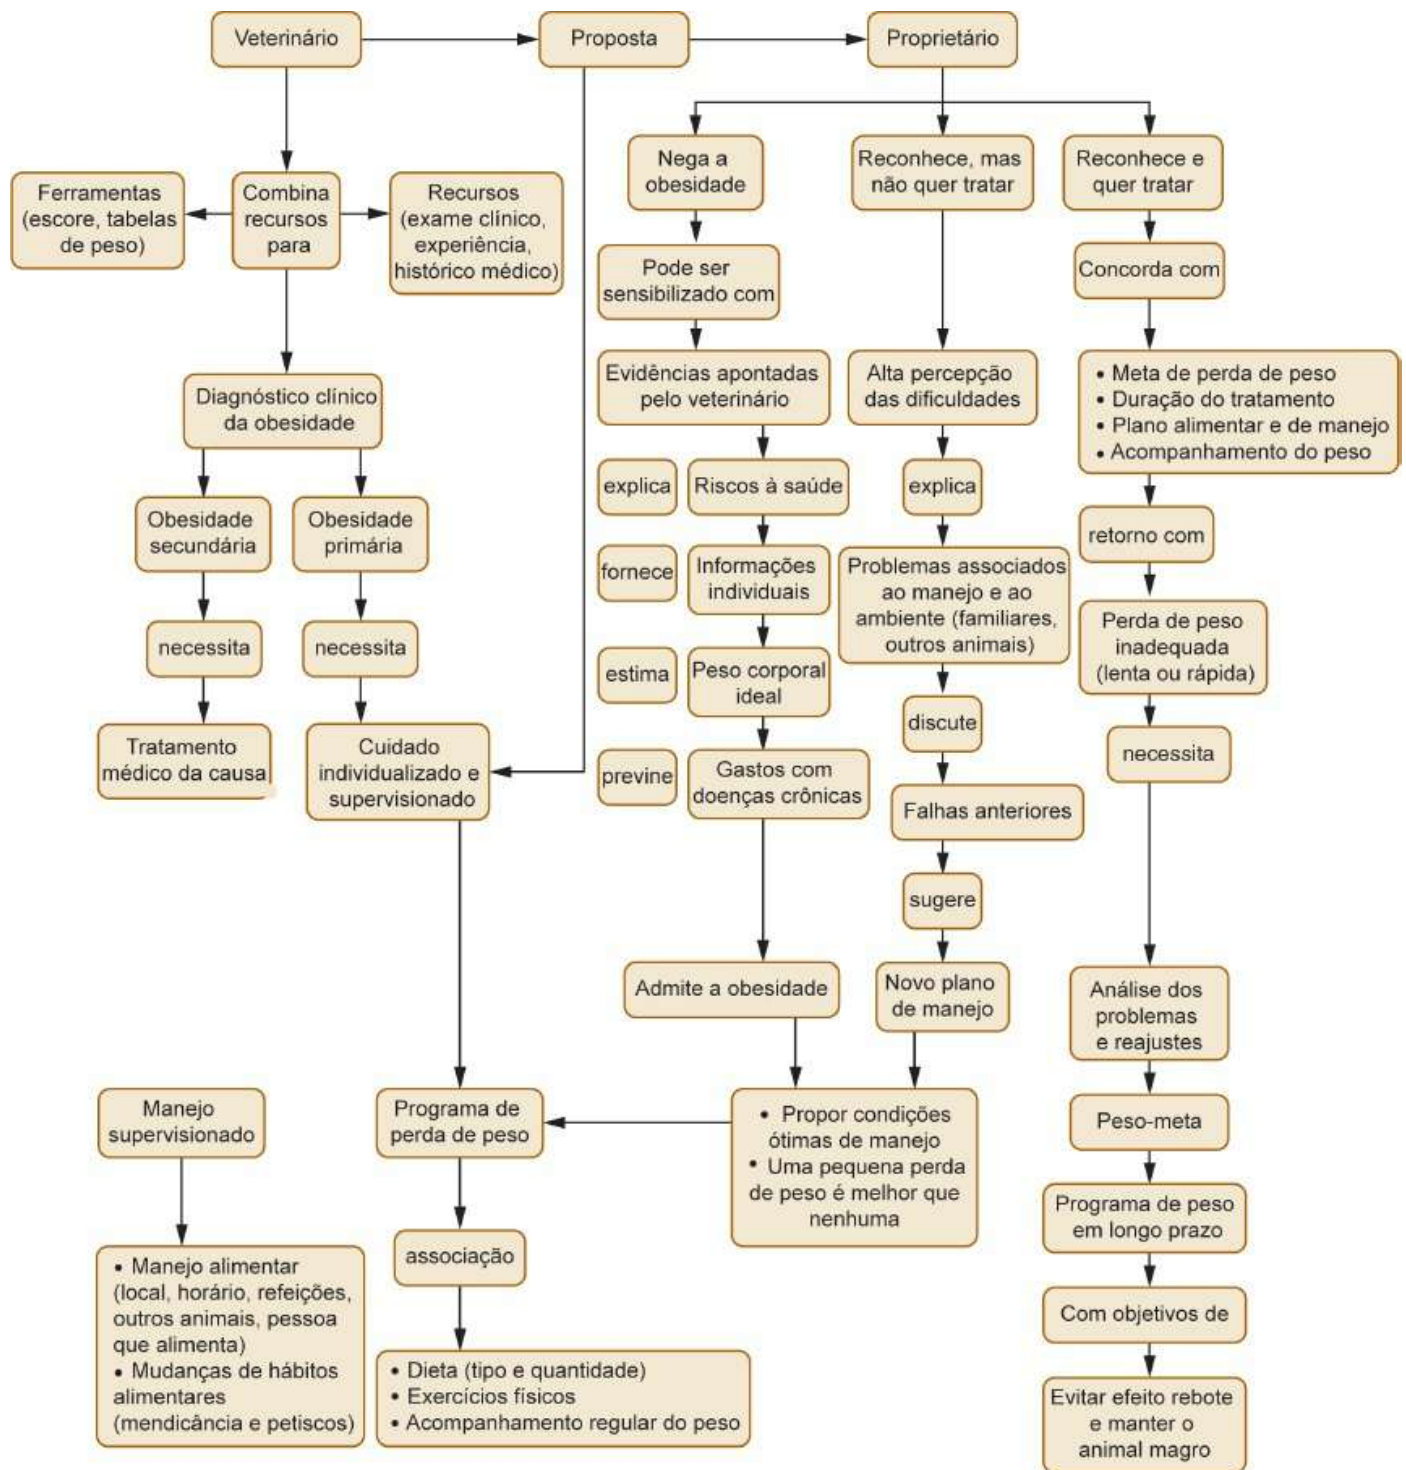 Veterinário
Proposta
Proprietário
Ferramentas
(escore, tabelas
de peso)
Combina
recursos
para
Recursos
(exame clínico,
experiência,
histórico médico)
Diagnóstico clínico
da obesidade
Obesidade
secundária
Obesidade
primária
necessita
necessita
Tratamento
médico da causa
Cuidado
individualizado e
supervisionado
Nega a
obesidade
Pode ser
sensibilizado com
Evidências apontadas
pelo veterinário
explica
Riscos à saúde
fornece
Informações
individuais
estima
Peso corporal
ideal
previne
Gastos com
doenças crônicas
Admite a obesidade
Reconhece, mas
não quer tratar
Alta percepção
das dificuldades
explica
Problemas associados
ao manejo e ao
ambiente (familiares,
outros animais)
discute
Falhas anteriores
sugere
Novo plano
de manejo
Reconhece e
quer tratar
Concorda com
• Meta de perda de peso
• Duração do tratamento
• Plano alimentar e de manejo
• Acompanhamento do peso
retorno com
Perda de peso
inadequada
(lenta ou rápida)
necessita
Análise dos
problemas
e reajustes
Peso-meta
Programa de peso
em longo prazo
Com objetivos de
Evitar efeito rebote
e manter o
animal magro
• Propor condições
ótimas de manejo
• Uma pequena perda
de peso é melhor que
nenhuma
Programa de
perda de peso
associação
• Dieta (tipo e quantidade)
• Exercícios físicos
• Acompanhamento regular do peso
Manejo
supervisionado
• Manejo alimentar
(local, horário, refeições,
outros animais, pessoa
que alimenta)
• Mudanças de hábitos
alimentares
(mendicância e petiscos)